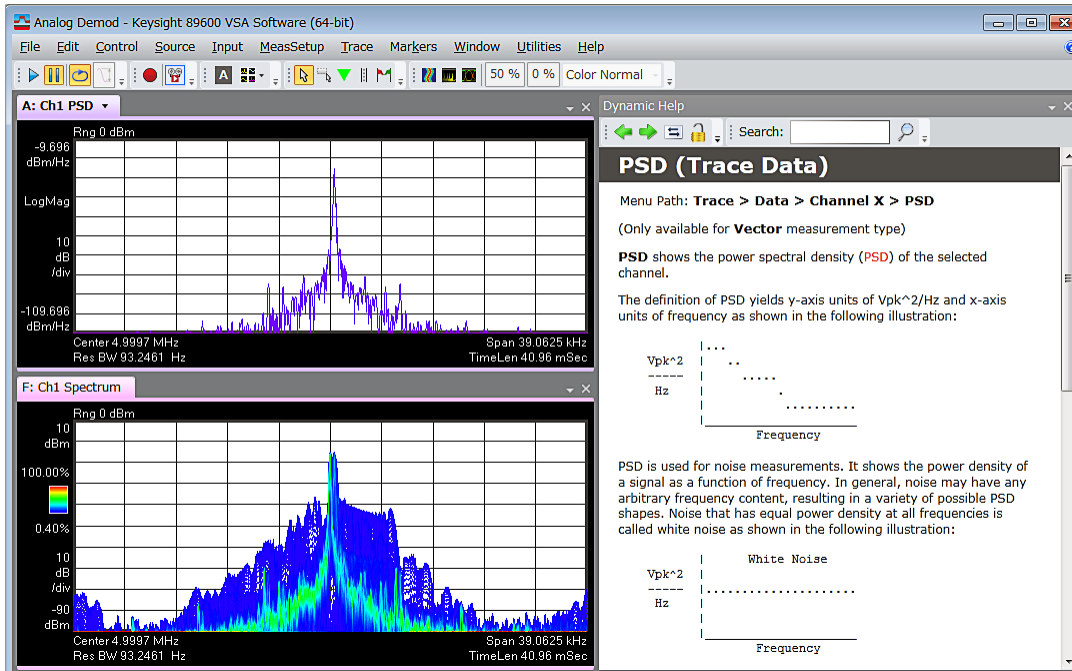 Analog Demod - Keysight 89600 VSA Software (64-bit)
File Edit Control Source Input MeasSetup Trace Markers Window Utilities Help
A 50 % 0 % Color Normal
A: Ch1 PSD
Rng 0 dBm
-9.696
dBm/Hz
LogMag
10
dB
/div
-109.696
dBm/Hz
Center 4.9997 MHz Span 39.0625 kHz
Res BW 93.2461 Hz TimeLen 40.96 mSec
F: Ch1 Spectrum
Rng 0 dBm
10
dBm
100.00%
0.40%
10
dB
/div
-90
dBm
Center 4.9997 MHz Span 39.0625 kHz
Res BW 93.2461 Hz TimeLen 40.96 mSec
Dynamic Help
Search:
PSD (Trace Data)
Menu Path: Trace > Data > Channel X > PSD
(Only available for Vector measurement type)
PSD shows the power spectral density (PSD) of the selected
channel.
The definition of PSD yields y-axis units of Vpk^2/Hz and x-axis
units of frequency as shown in the following illustration:
Vpk^2
-----
Hz
Frequency
PSD is used for noise measurements. It shows the power density of
a signal as a function of frequency. In general, noise may have any
arbitrary frequency content, resulting in a variety of possible PSD
shapes. Noise that has equal power density at all frequencies is
called white noise as shown in the following illustration:
White Noise
Vpk^2
-----
Hz
Frequency